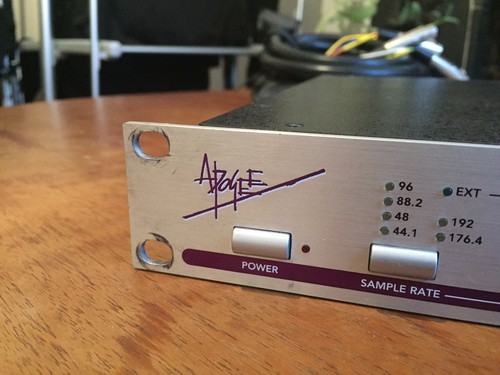 APOGEE
96
88.2
48
44.1
EXT
192
176.4
POWER
SAMPLE RATE